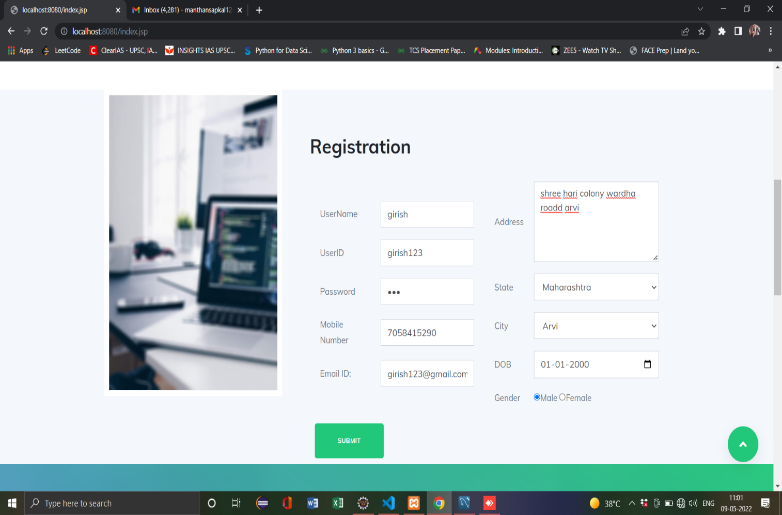 localhost:8080/index.jsp
Inbox (4,281) - manthansapkal12
localhost:8080/index.jsp
Apps
LeetCode
ClearIAS - UPSC, IA...
INSIGHTS IAS UPSC...
Python for Data Sci...
Python 3 basics - G...
TCS Placement Pap...
Modules: Introducti...
ZEE5 - Watch TV Sh...
FACE Prep | Land yo...
»
Registration
UserName
girish
UserID
girish123
Password
•••
Mobile
Number
7058415290
Email ID:
girish123@gmail.com
Address
shree hari colony wardha
roadd arvi
State
Maharashtra
City
Arvi
DOB
01-01-2000
Gender
Male Female
SUBMIT
Type here to search
38°C
ENG
11:01
09-05-2022